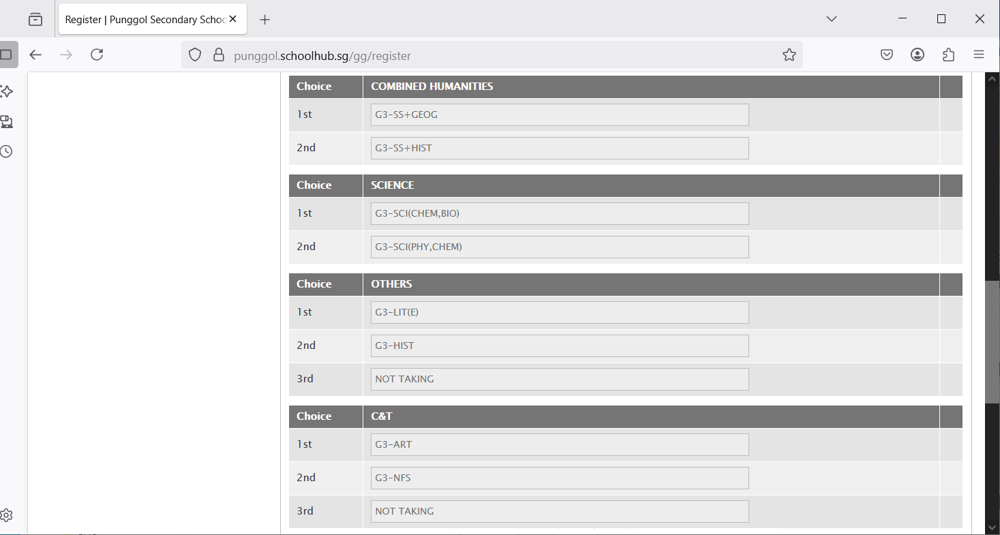 Register | Punggol Secondary Schoo
punggol.schoolhub.sg/gg/register
Choice COMBINED HUMANITIES
1st G3-SS+GEOG
2nd G3-SS+HIST
Choice SCIENCE
1st G3-SCI(CHEM,BIO)
2nd G3-SCI(PHY,CHEM)
Choice OTHERS
1st G3-LIT(E)
2nd G3-HIST
3rd NOT TAKING
Choice C&T
1st G3-ART
2nd G3-NFS
3rd NOT TAKING